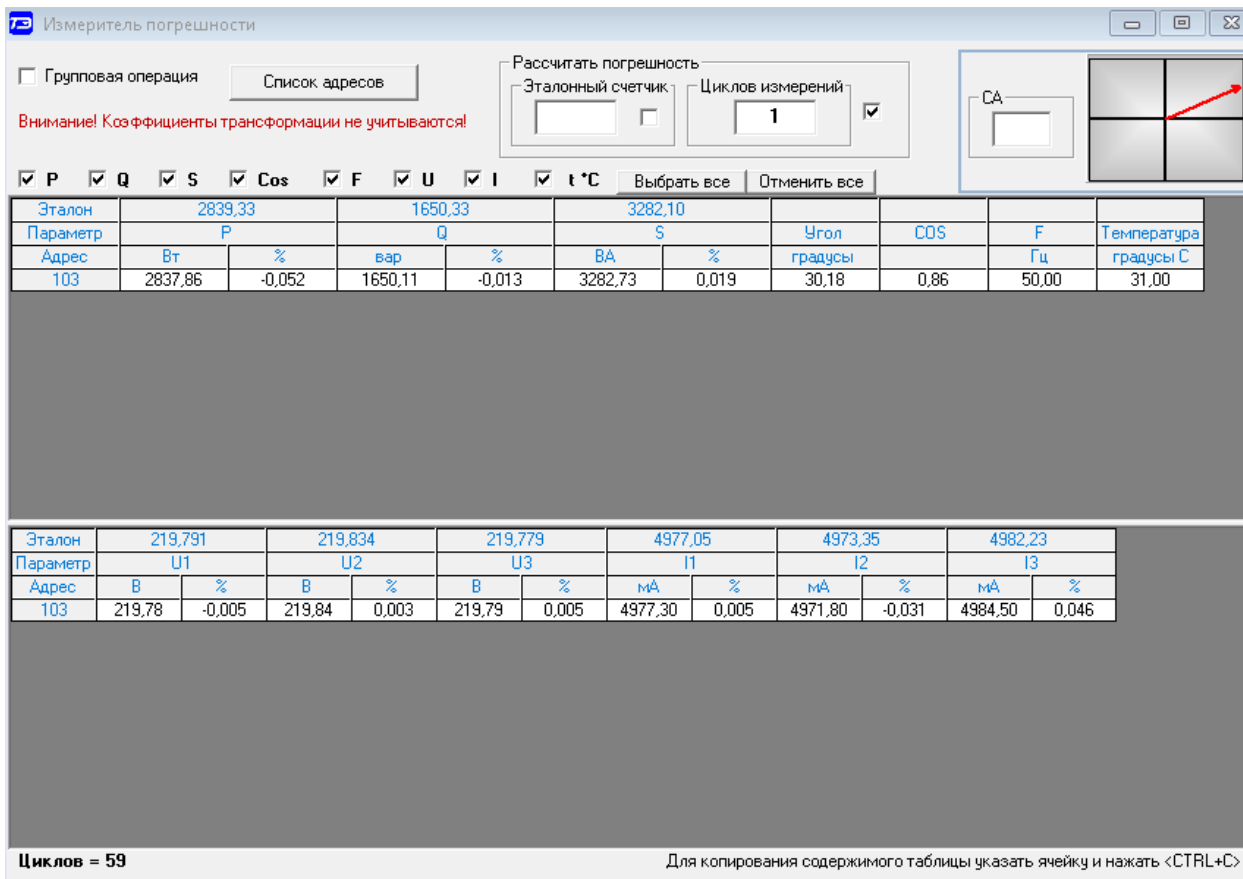 ТЭ Измеритель погрешности
Групповая операция Список адресов
Рассчитать погрешность
Эталонный счетчик Циклов измерений
1
СА
Внимание! Коэффициенты трансформации не учитываются!
P Q S Cos F U I t °C Выбрать все Отменить все
Эталон 2839,33 1650,33 3282,10
Параметр P Q S Угол COS F Температура
Адрес Вт % вар % ВА % градусы Гц градусы С
103 2837,86 -0,052 1650,11 -0,013 3282,73 0,019 30,18 0,86 50,00 31,00
Эталон 219,791 219,834 219,779 4977,05 4973,35 4982,23
Параметр U1 U2 U3 I1 I2 I3
Адрес В % В % В % мА % мА % мА %
103 219,78 -0,005 219,84 0,003 219,79 0,005 4977,30 0,005 4971,80 -0,031 4984,50 0,046
Циклов = 59 Для копирования содержимого таблицы указать ячейку и нажать <CTRL+C>